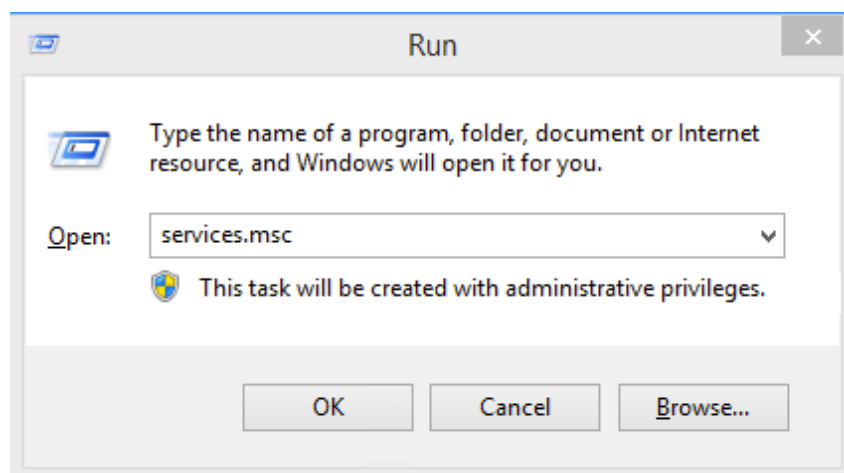 Run
Type the name of a program, folder, document or Internet
resource, and Windows will open it for you.
Open: services.msc
This task will be created with administrative privileges.
OK Cancel Browse...